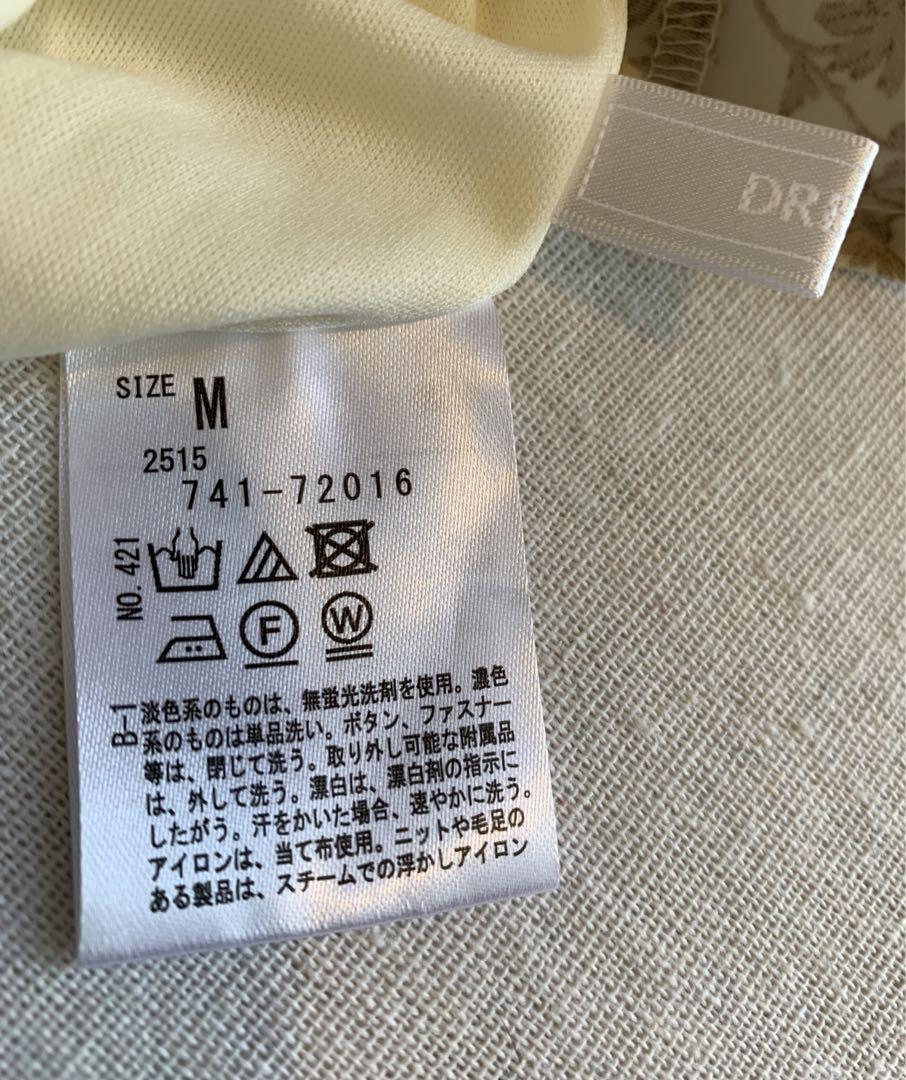 DR
SIZE M
2515
741-72016
NO.421
F W
B-1
淡色系のものは、無蛍光洗剤を使用。濃色
系のものは単品洗い。ボタン、ファスナー
等は、閉じて洗う。取り外し可能な附属品
は、外して洗う。漂白は、漂白剤の指示に
したがう。汗をかいた場合、速やかに洗う。
アイロンは、当て布使用。ニットや毛足の
ある製品は、スチームでの浮かしアイロン